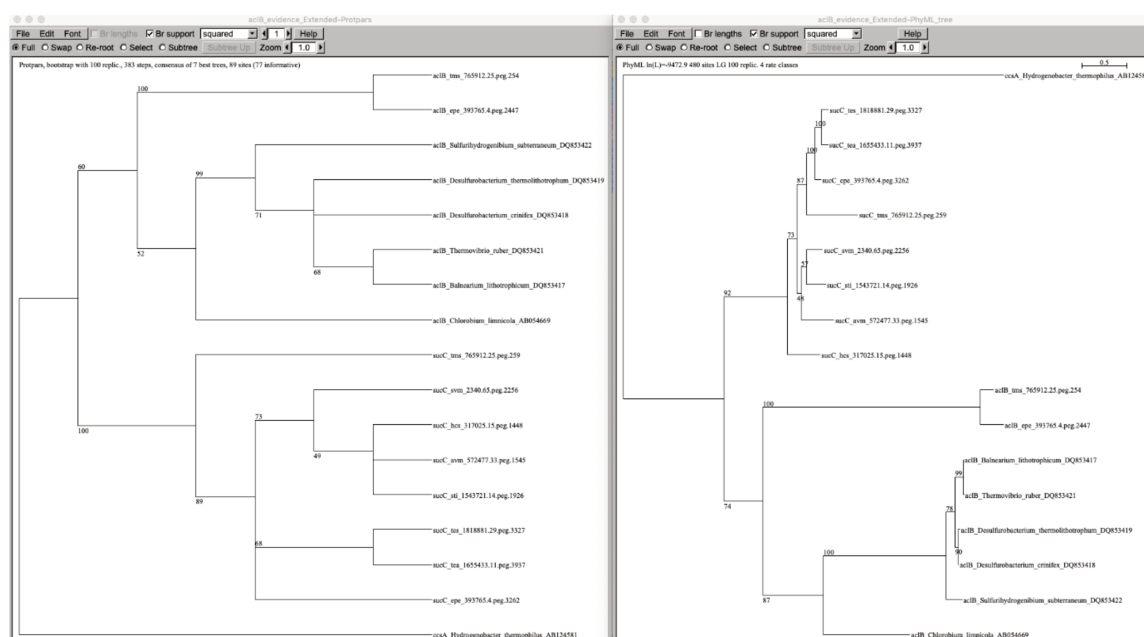 aclB_evidence_Extended-Protpars
File Edit Font Br lengths Br support squared 1 Help
Full Swap Re-root Select Subtree Subtree Up Zoom 1.0
Protpars, bootstrap with 100 replic., 383 steps, consensus of 7 best trees, 89 sites (77 informative)
aclB_tms_765912.25.peg.254
100
aclB_epe_393765.4.peg.2447
aclB_Sulfurihydrogenibium_subterraneum_DQ853422
60
99
aclB_Desulfurobacterium_thermolithotrophum_DQ853419
71
aclB_Desulfurobacterium_crinifex_DQ853418
52
aclB_Thermovibrio_ruber_DQ853421
68
aclB_Balnearium_lithotrophicum_DQ853417
aclB_Chlorobium_limnicola_AB054669
sucC_tms_765912.25.peg.259
sucC_svm_2340.65.peg.2256
73
sucC_hcs_317025.15.peg.1448
100
49
sucC_avm_572477.33.peg.1545
sucC_sti_1543721.14.peg.1926
89
sucC_tes_1818881.29.peg.3327
68
sucC_tea_1655433.11.peg.3937
sucC_epe_393765.4.peg.3262
ccsA_Hydrogenobacter_thermophilus_AB124581
aclB_evidence_Extended-PhyML_tree
File Edit Font Br lengths Br support squared Help
Full Swap Re-root Select Subtree Subtree Up Zoom 1.0
PhyML ln(L)=-9472.9 480 sites LG 100 replic. 4 rate classes
0.5
ccsA_Hydrogenobacter_thermophilus_AB12458
sucC_tes_1818881.29.peg.3327
100
sucC_tea_1655433.11.peg.3937
100
sucC_epe_393765.4.peg.3262
87
sucC_tms_765912.25.peg.259
73
sucC_svm_2340.65.peg.2256
57
sucC_sti_1543721.14.peg.1926
92
48
sucC_avm_572477.33.peg.1545
sucC_hcs_317025.15.peg.1448
aclB_tms_765912.25.peg.254
100
aclB_epe_393765.4.peg.2447
aclB_Balnearium_lithotrophicum_DQ853417
99
aclB_Thermovibrio_ruber_DQ853421
74
78
aclB_Desulfurobacterium_thermolithotrophum_DQ853419
90
100
aclB_Desulfurobacterium_crinifex_DQ853418
87
aclB_Sulfurihydrogenibium_subterraneum_DQ853422
aclB_Chlorobium_limnicola_AB054669